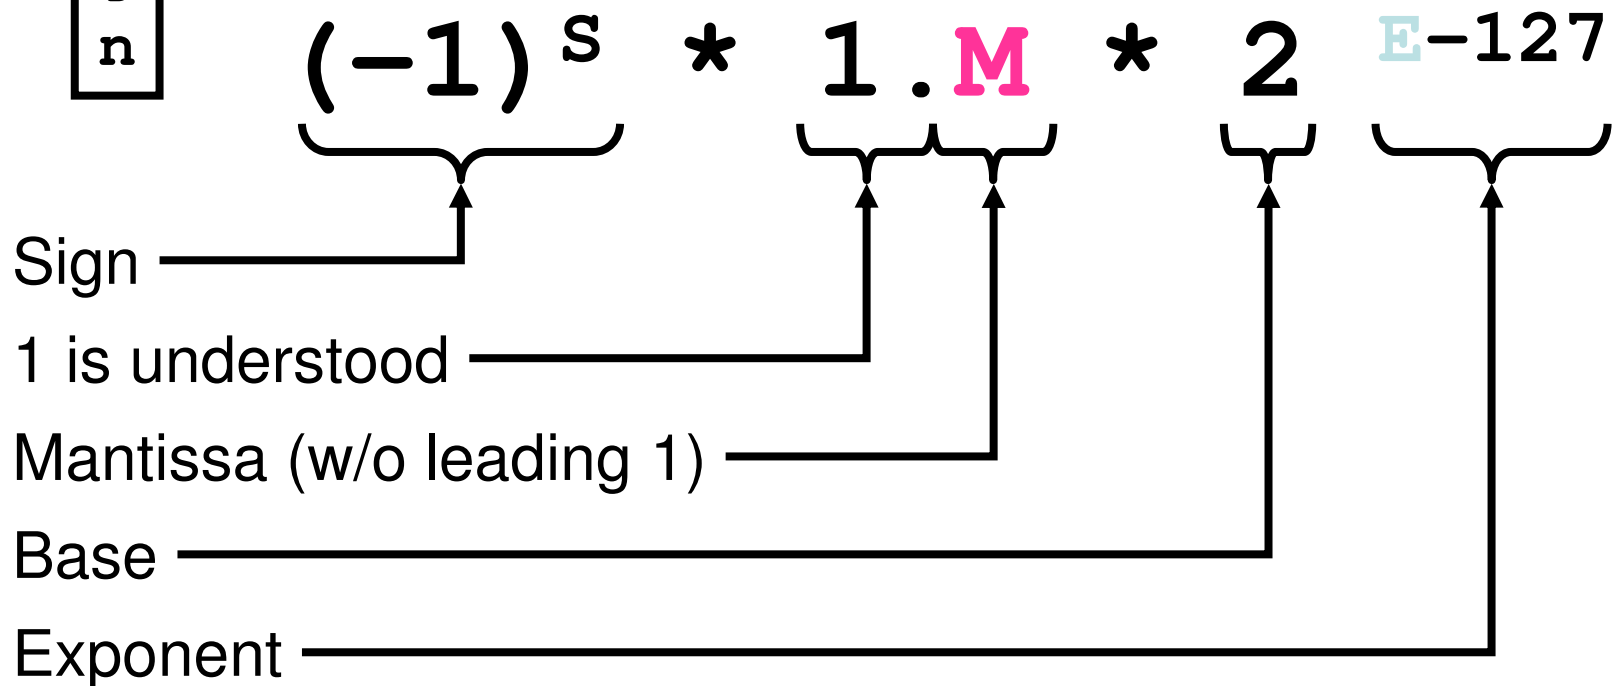 n
(-1)S * 1.M * 2 E-127
Sign
1 is understood
Mantissa (w/o leading 1)
Base
Exponent